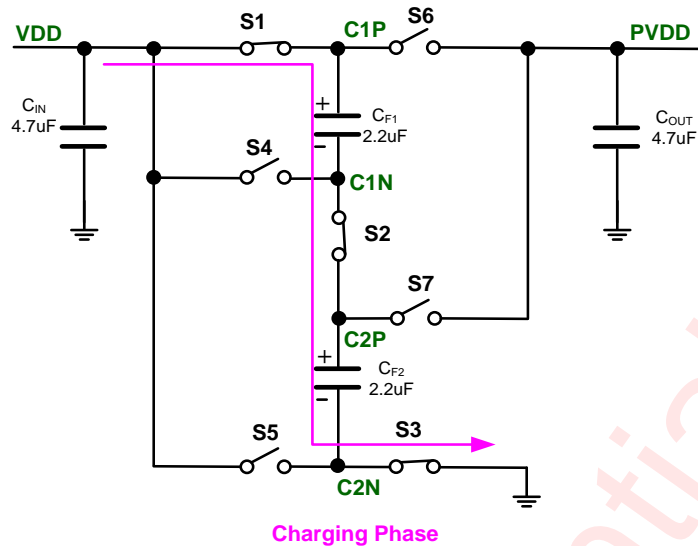 VDD
S1
C1P
S6
PVDD
CIN
4.7uF
+
CF1
2.2uF
−
COUT
4.7uF
S4
C1N
S2
S7
C2P
+
CF2
2.2uF
−
S5
S3
C2N
Charging Phase